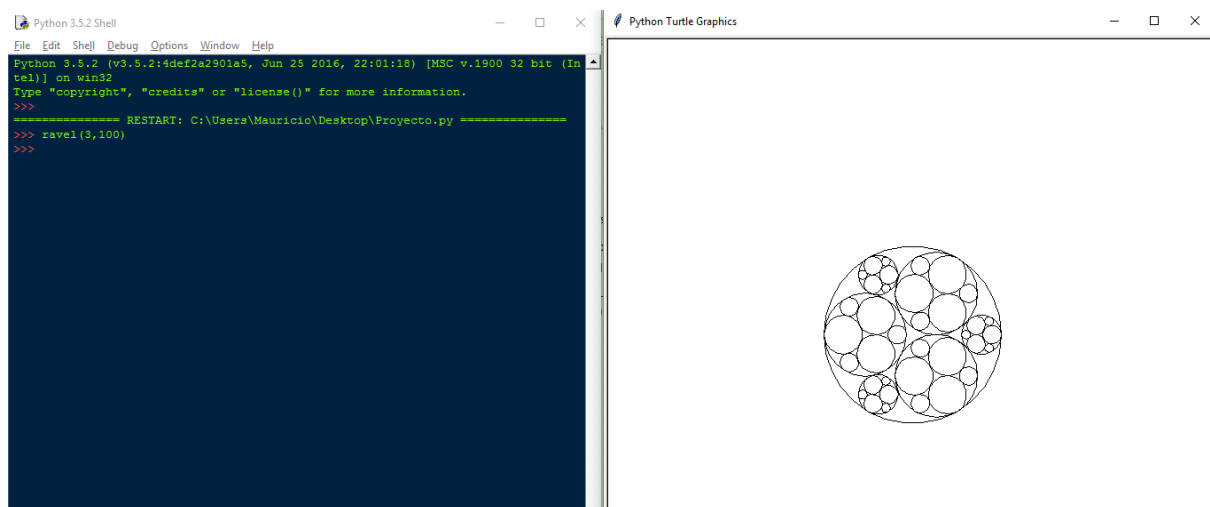 Python 3.5.2 Shell
File Edit Shell Debug Options Window Help
Python 3.5.2 (v3.5.2:4def2a2901a5, Jun 25 2016, 22:01:18) [MSC v.1900 32 bit (In
tel)] on win32
Type "copyright", "credits" or "license()" for more information.
>>>
=============== RESTART: C:\Users\Mauricio\Desktop\Proyecto.py ===============
>>> ravel(3,100)
>>>
Python Turtle Graphics